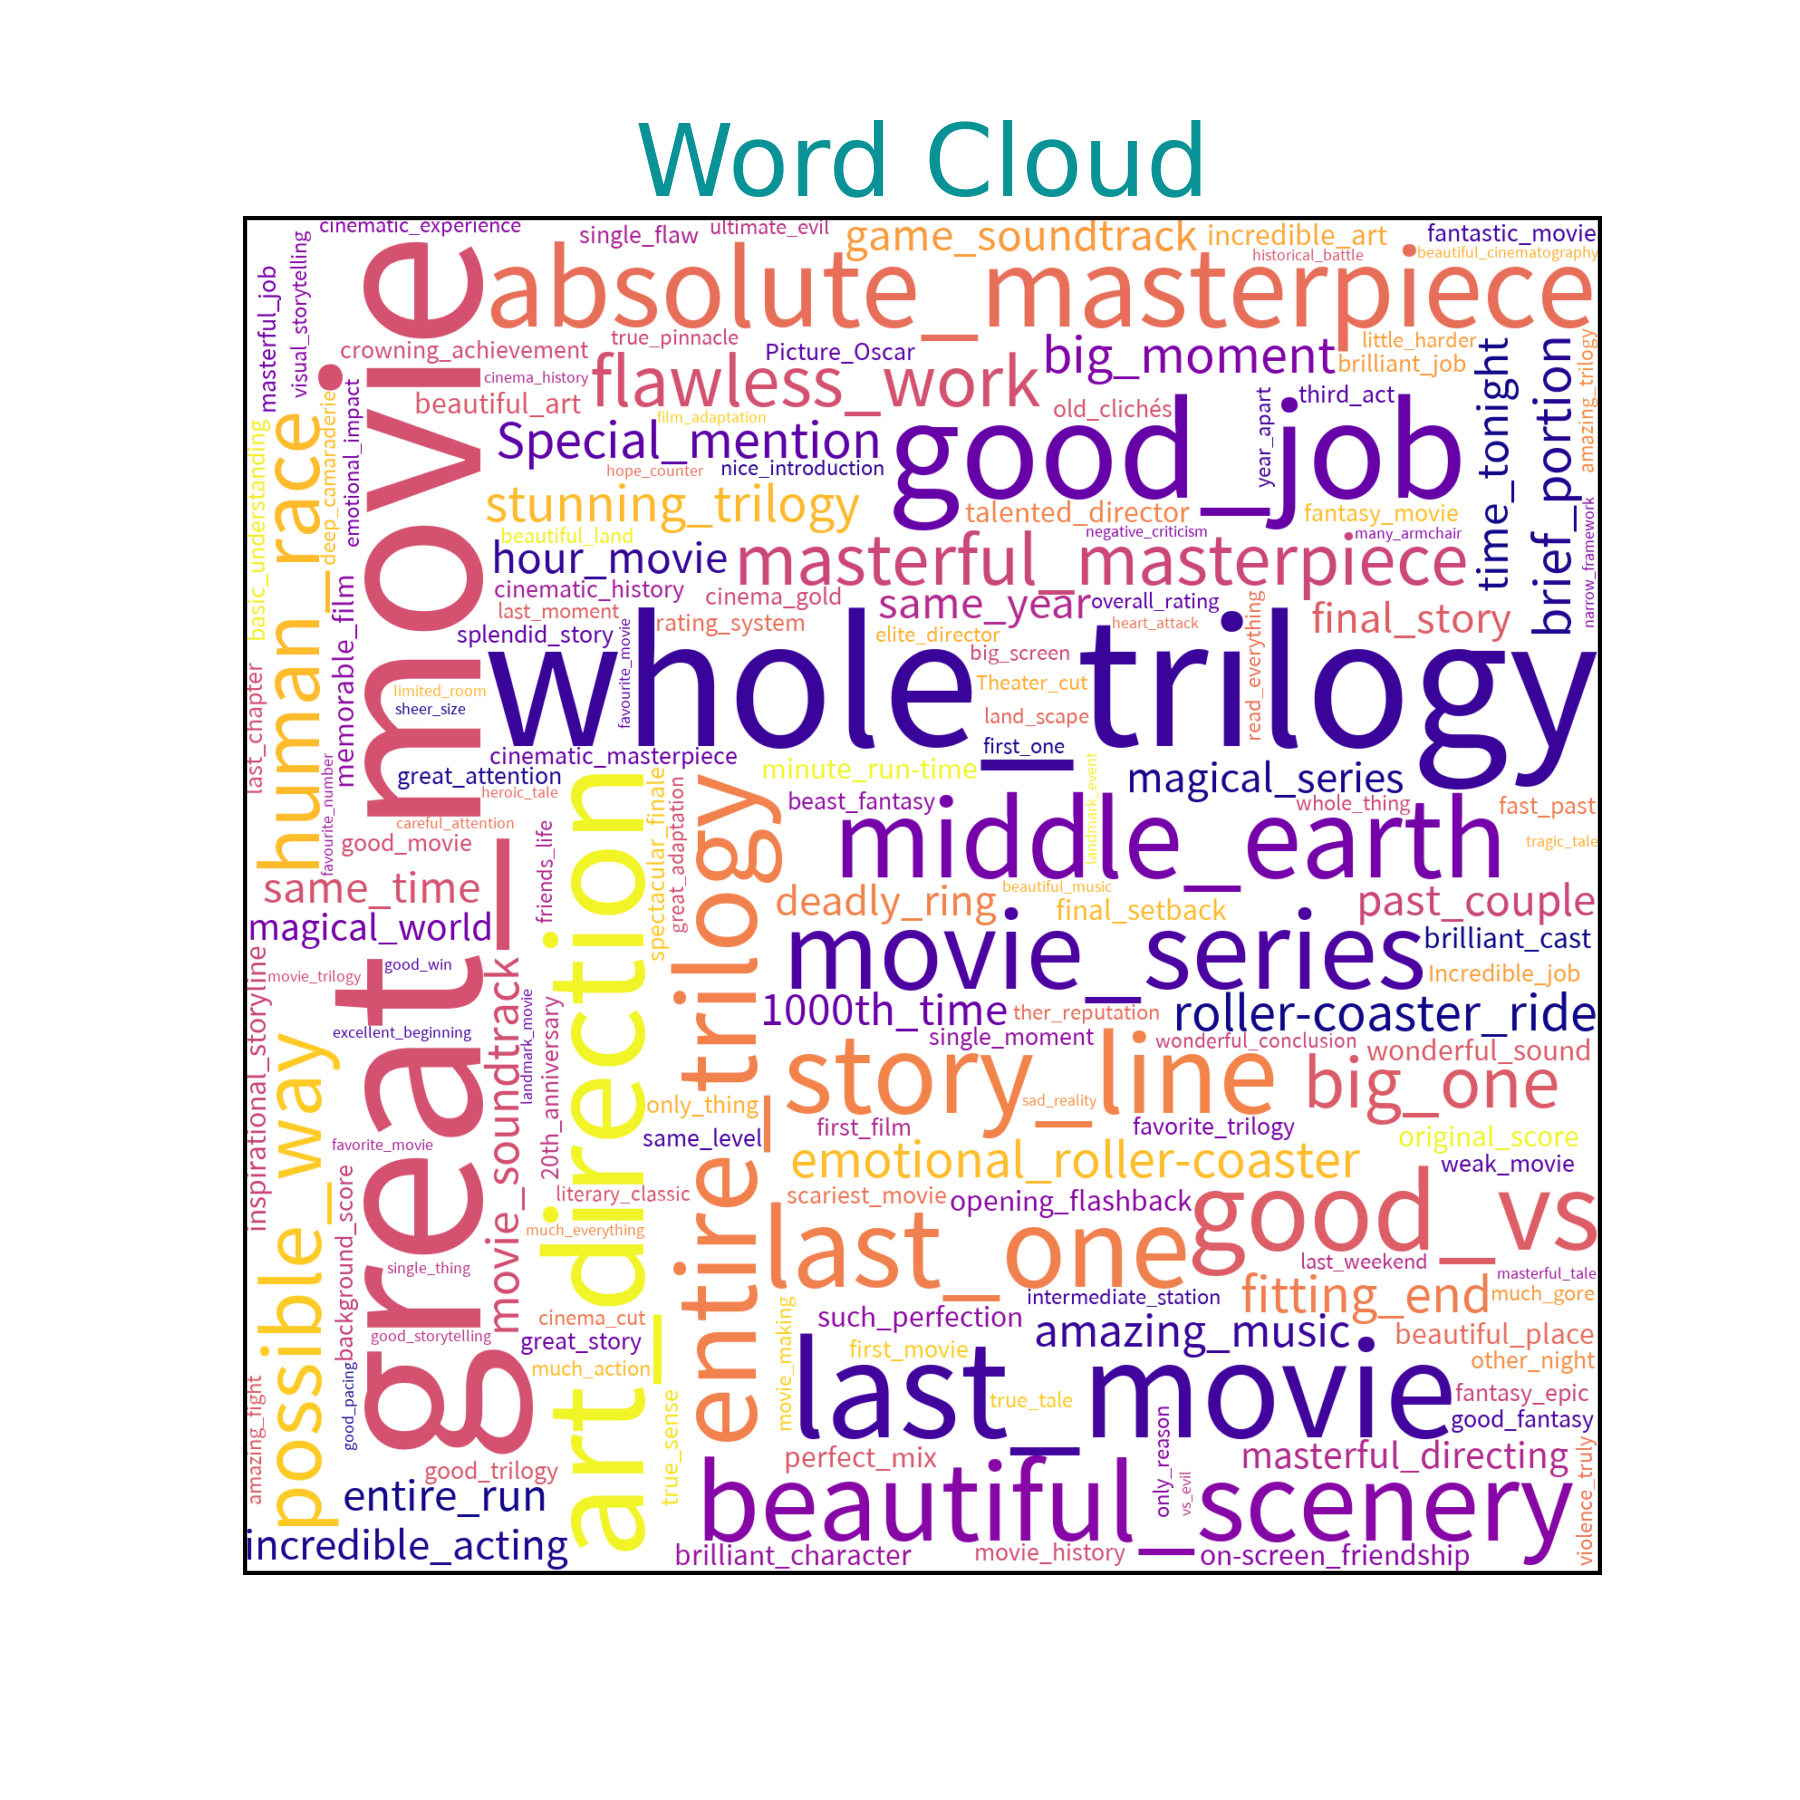 Word Cloud
cinematic_experience
single_flaw
ultimate_evil
game_soundtrack
incredible_art
fantastic_movie
historical_battle
beautiful_cinematography
absolute_masterpiece
masterful_job
visual_storytelling
great_movie
true_pinnacle
crowning_achievement
Picture_Oscar
big_moment
little_harder
brilliant_job
time_tonight
brief_portion
amazing_trilogy
cinema_history
flawless_work
beautiful_art
film_adaptation
old_clichés
year_apart
third_act
good_job
Special_mention
hope_counter
nice_introduction
human_race
deep_camaraderie
emotional_impact
basic_understanding
stunning_trilogy
talented_director
fantasy_movie
beautiful_land
negative_criticism
many_armchair
narrow_framework
hour_movie
masterful_masterpiece
cinematic_history
cinema_gold
same_year
overall_rating
final_story
last_moment
rating_system
heart_attack
splendid_story
favourite_movie
elite_director
read_everything
whole_trilogy
big_screen
Theater_cut
land_scape
first_one
memorable_film
limited_room
sheer_size
last_chapter
cinematic_masterpiece
great_attention
heroic_tale
favourite_number
minute_run-time
landmark_event
magical_series
careful_attention
good_movie
friends_life
spectacular_finale
great_adaptation
beast_fantasy
whole_thing
fast_past
middle_earth
tragic_tale
same_time
magical_world
art_direction
entire_trilogy
deadly_ring
beautiful_music
final_setback
past_couple
movie_series
brilliant_cast
Incredible_job
inspirational_storyline
movie_trilogy
good_win
movie_soundtrack
landmark_movie
20th_anniversary
1000th_time
ther_reputation
roller-coaster_ride
excellent_beginning
single_moment
wonderful_conclusion
wonderful_sound
story_line
big_one
possible_way
only_thing
sad_reality
same_level
first_film
favorite_trilogy
original_score
favorite_movie
emotional_roller-coaster
weak_movie
background_score
literary_classic
scariest_movie
opening_flashback
good_vs
much_everything
last_one
single_thing
last_weekend
masterful_tale
intermediate_station
fitting_end
much_gore
cinema_cut
movie_making
such_perfection
amazing_music
beautiful_place
good_storytelling
great_story
first_movie
other_night
good_pacing
much_action
last_movie
true_tale
fantasy_epic
amazing_fight
true_sense
only_reason
good_fantasy
good_trilogy
perfect_mix
masterful_directing
violence_truly
vs_evil
entire_run
beautiful_scenery
incredible_acting
brilliant_character
movie_history
on-screen_friendship